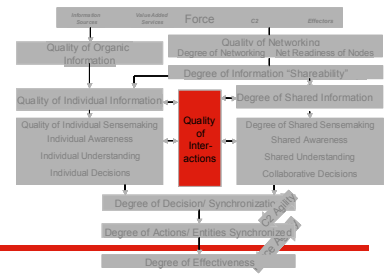 Information Sources
Value Added Services
Force
C2
Effectors
Quality of Organic
Information
Quality of Networking
Degree of Networking Net Readiness of Nodes
Degree of Information “Shareability”
Quality of Individual Information
Degree of Shared Information
Quality
of
Inter-
actions
Quality of Individual Sensemaking
Individual Awareness
Individual Understanding
Individual Decisions
Degree of Shared Sensemaking
Shared Awareness
Shared Understanding
Collaborative Decisions
Degree of Decision/ Synchronization
C2 Agility
Degree of Actions/ Entities Synchronized
Degree of Effectiveness